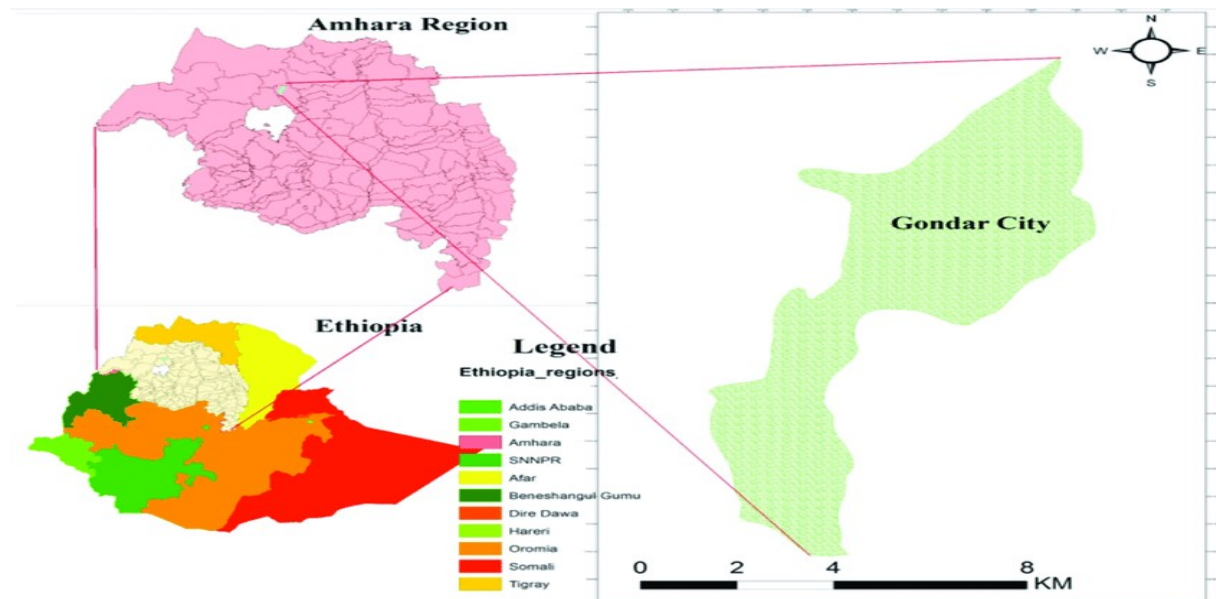 Amhara Region
N
W E
S
Gondar City
Ethiopia
Legend
Ethiopia_regions
Addis Ababa
Gambela
Amhara
SNNPR
Afar
Beneshangul Gumu
Dire Dawa
Hareri
Oromia
Somali
Tigray
0 2 4 8
KM